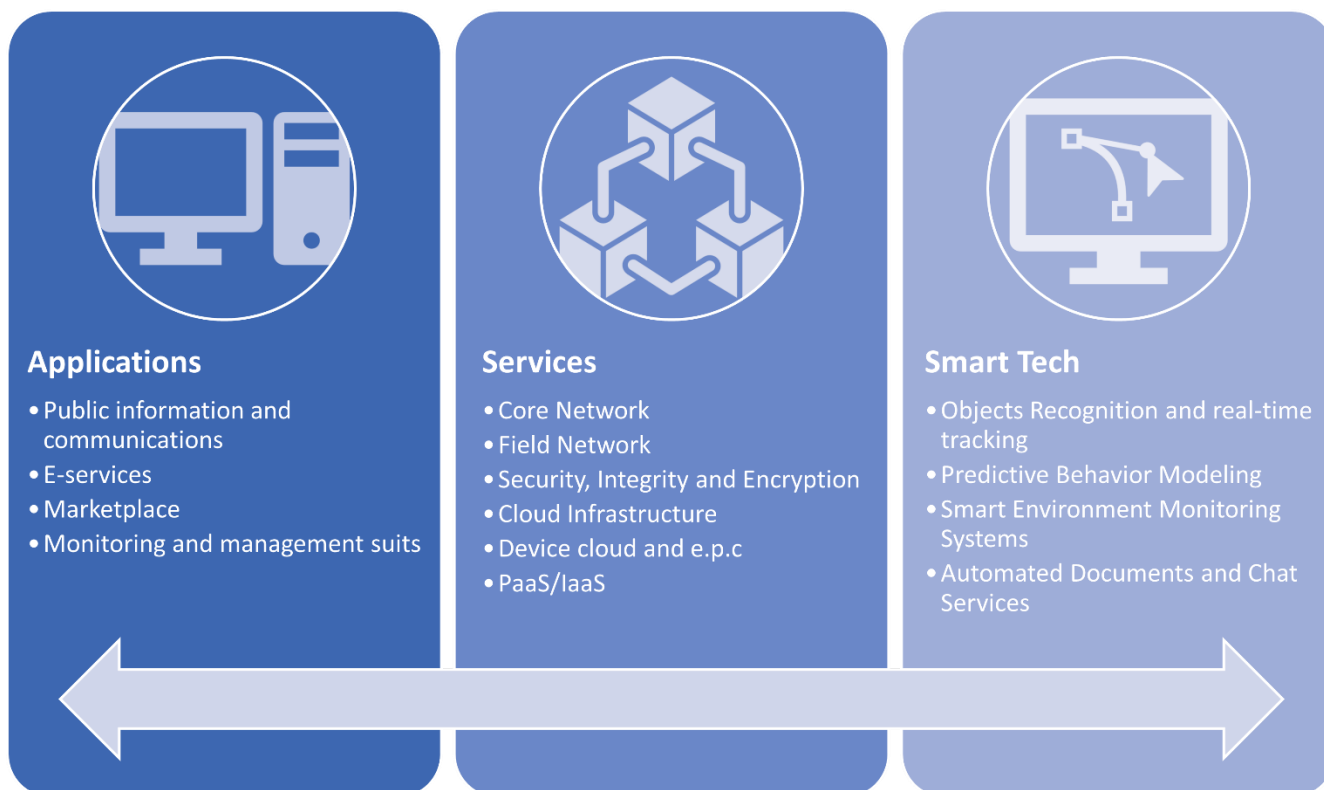 Applications
• Public information and
communications
• E-services
• Marketplace
• Monitoring and management suits
Services
• Core Network
• Field Network
• Security, Integrity and Encryption
• Cloud Infrastructure
• Device cloud and e.p.c
• PaaS/IaaS
Smart Tech
• Objects Recognition and real-time
tracking
• Predictive Behavior Modeling
• Smart Environment Monitoring
Systems
• Automated Documents and Chat
Services